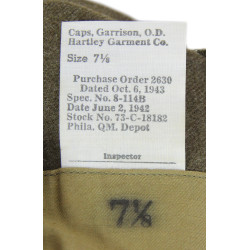 Caps, Garrison, O.D.
Hartley Garment Co.
Size 7⅛
Purchase Order 2630
Dated Oct. 6, 1943
Spec. No. 8-114B
Date June 2, 1942
Stock No. 73-C-18182
Phila. QM. Depot
Inspector
7⅛